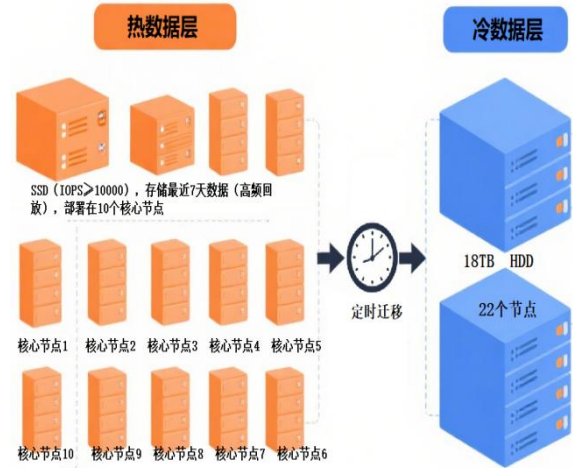 热数据层
冷数据层
SSD（IOPS≥10000），存储最近7天数据（高频回
放），部署在10个核心节点
18TB HDD
定时迁移
22个节点
核心节点1
核心节点2
核心节点3
核心节点4
核心节点5
核心节点10
核心节点9
核心节点8
核心节点7
核心节点6